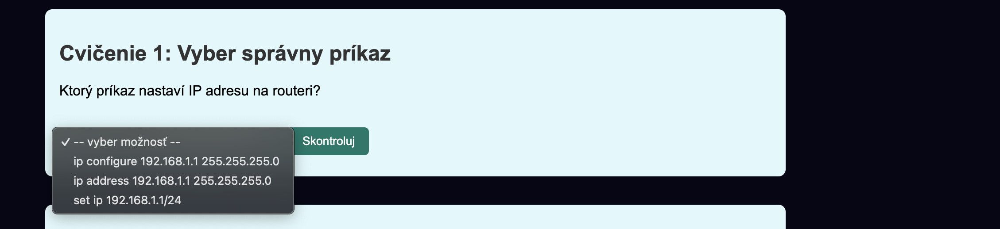 Cvičenie 1: Vyber správny príkaz
Ktorý príkaz nastaví IP adresu na routeri?
✓ -- vyber možnosť --
ip configure 192.168.1.1 255.255.255.0
ip address 192.168.1.1 255.255.255.0
set ip 192.168.1.1/24
Skontroluj